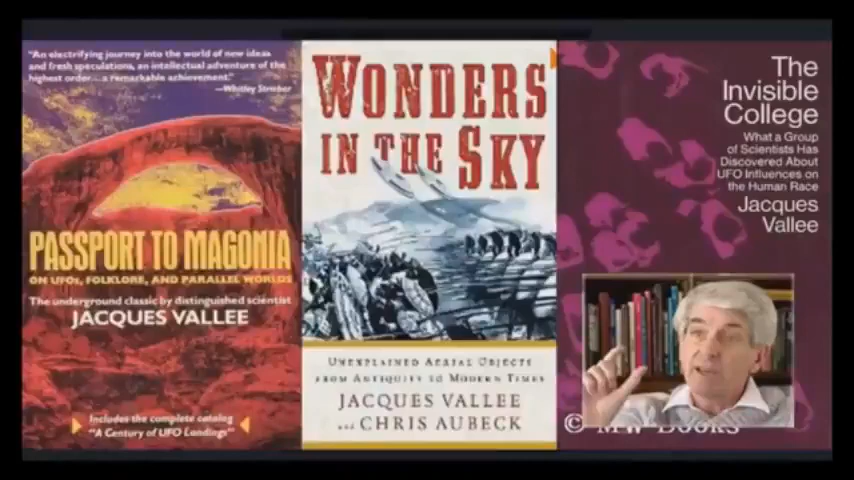 "An electrifying journey into the world of new ideas
and fresh speculations, an intellectual adventure of the
highest order... a remarkable achievement."
—Whitley Strieber
PASSPORT TO MAGONIA
ON UFOs, FOLKLORE, AND PARALLEL WORLDS
The underground classic by distinguished scientist
JACQUES VALLEE
Includes the complete catalog
"A Century of UFO Landings"
WONDERS
IN THE SKY
UNEXPLAINED AERIAL OBJECTS
FROM ANTIQUITY TO MODERN TIMES
JACQUES VALLEE
and CHRIS AUBECK
The
Invisible
College
What a Group
of Scientists Has
Discovered About
UFO Influences on
the Human Race
Jacques
Vallee
© MW BOOKS